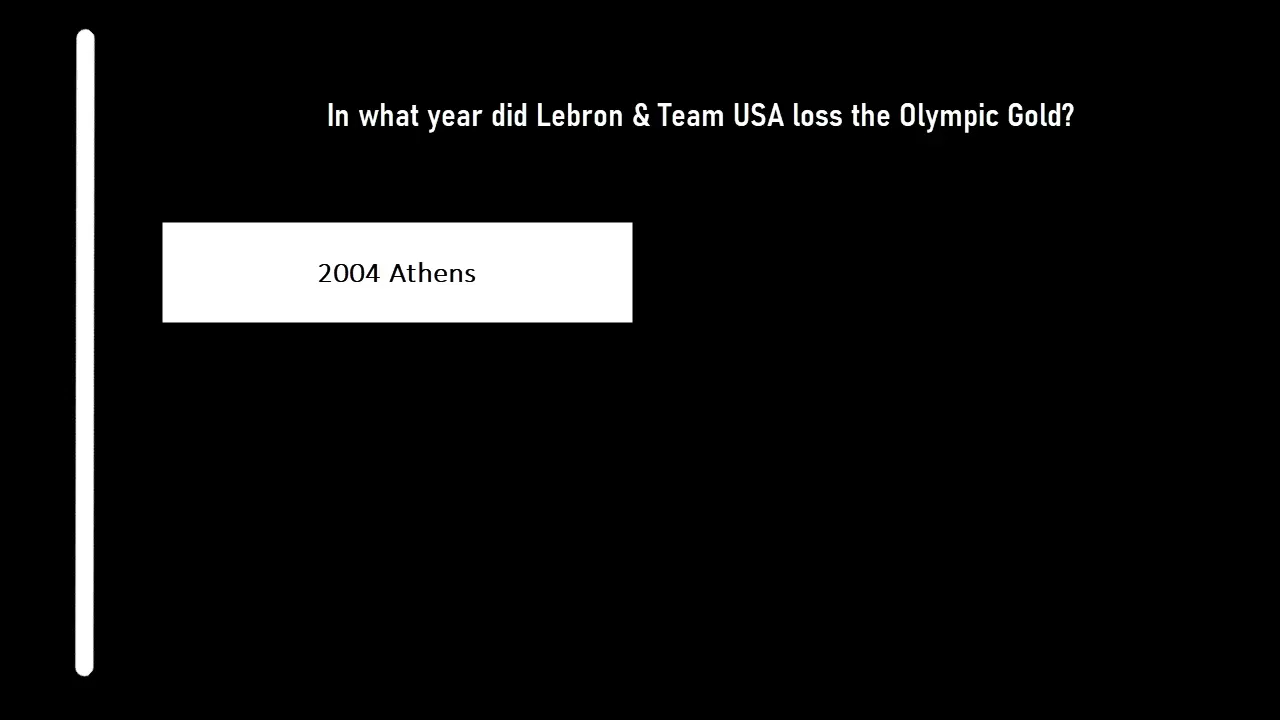 In what year did Lebron & Team USA loss the Olympic Gold?
2004 Athens